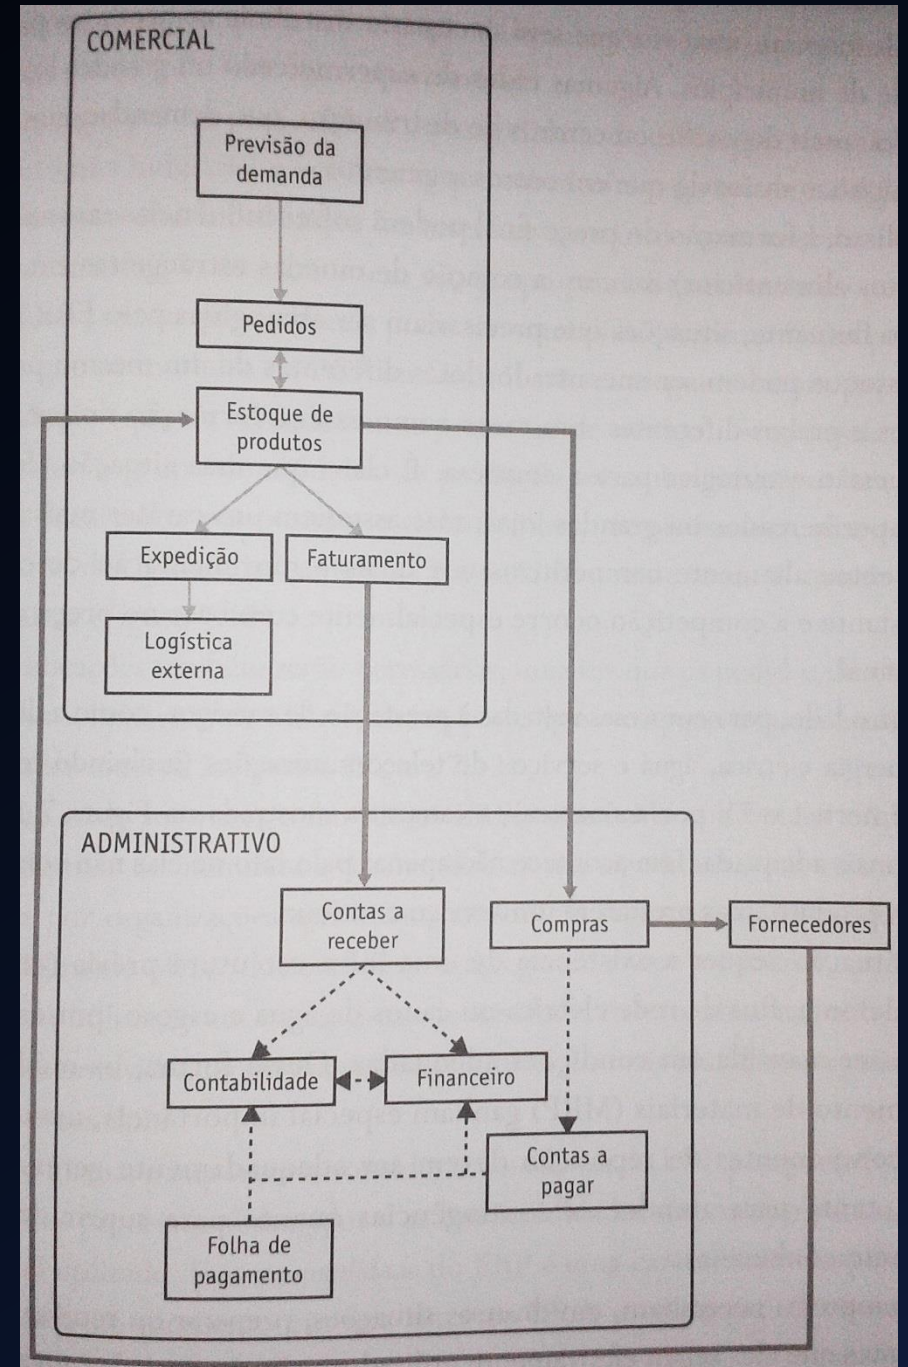 COMERCIAL
Previsão da
demanda
Pedidos
Estoque de
produtos
Expedição
Faturamento
Logística
externa
ADMINISTRATIVO
Contas a
receber
Compras
Fornecedores
Contabilidade
Financeiro
Contas a
pagar
Folha de
pagamento